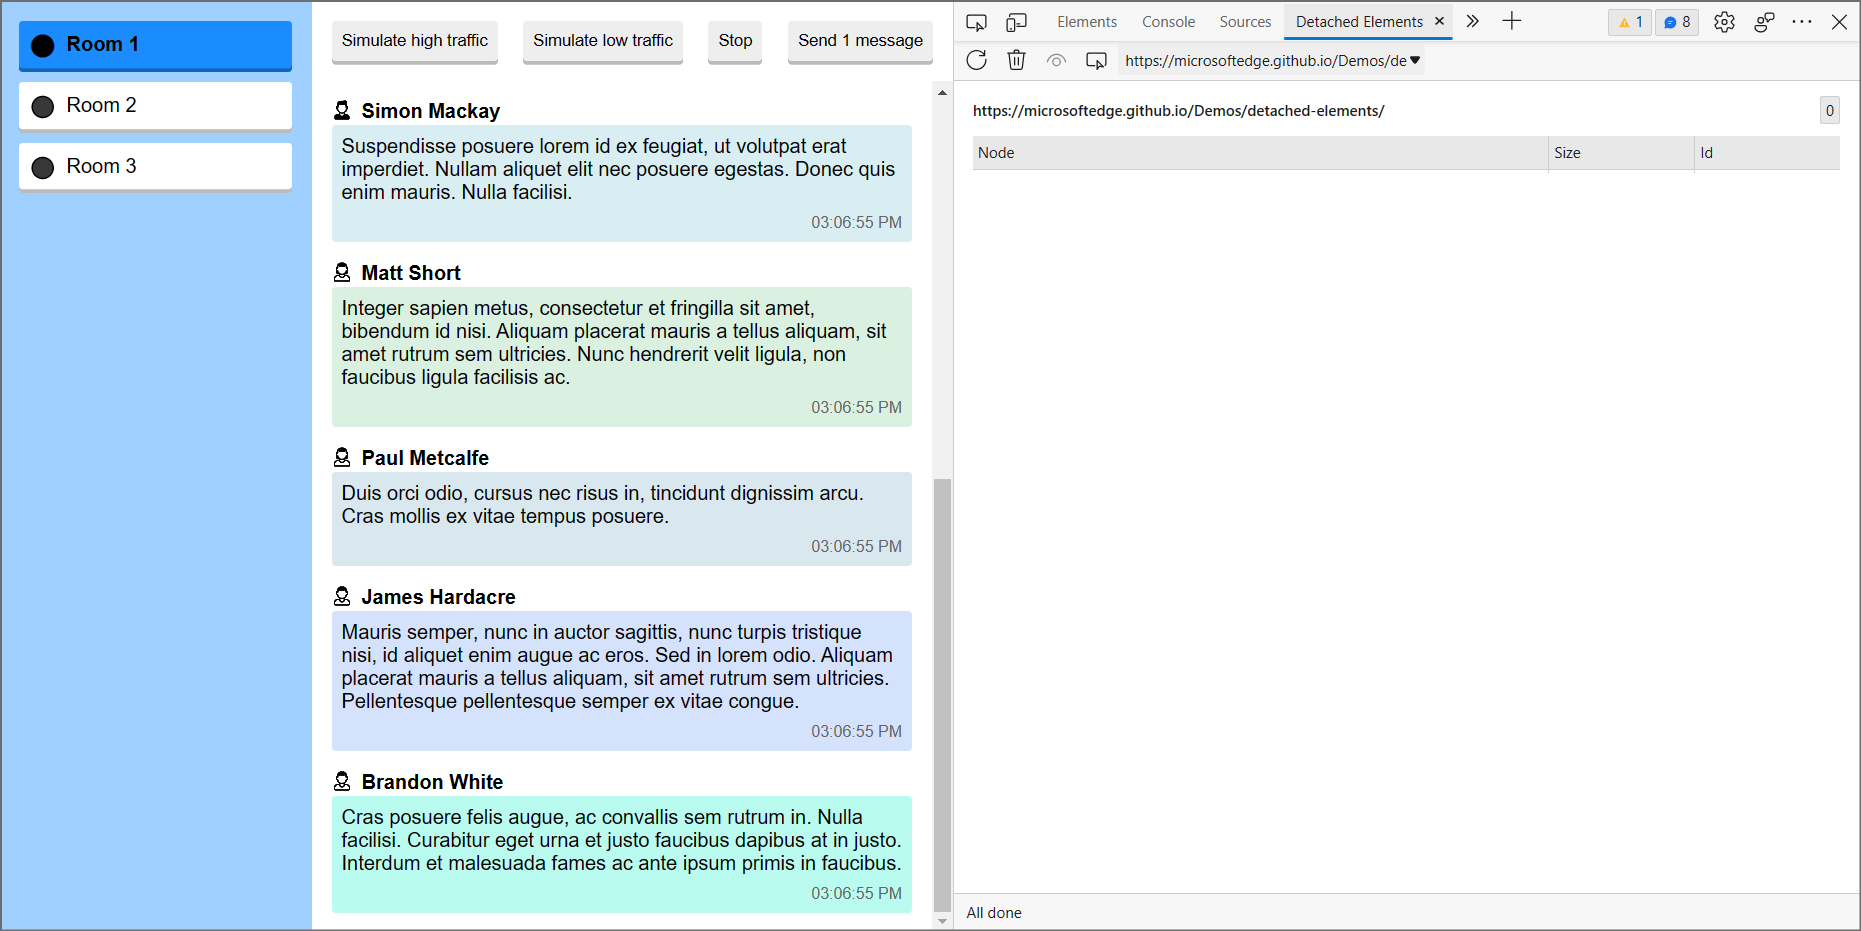 Room 1
Room 2
Room 3
Simulate high traffic
Simulate low traffic
Stop
Send 1 message
Simon Mackay
Suspendisse posuere lorem id ex feugiat, ut volutpat erat
imperdiet. Nullam aliquet elit nec posuere egestas. Donec quis
enim mauris. Nulla facilisi.
03:06:55 PM
Matt Short
Integer sapien metus, consectetur et fringilla sit amet,
bibendum id nisi. Aliquam placerat mauris a tellus aliquam, sit
amet rutrum sem ultricies. Nunc hendrerit velit ligula, non
faucibus ligula facilisis ac.
03:06:55 PM
Paul Metcalfe
Duis orci odio, cursus nec risus in, tincidunt dignissim arcu.
Cras mollis ex vitae tempus posuere.
03:06:55 PM
James Hardacre
Mauris semper, nunc in auctor sagittis, nunc turpis tristique
nisi, id aliquet enim augue ac eros. Sed in lorem odio. Aliquam
placerat mauris a tellus aliquam, sit amet rutrum sem ultricies.
Pellentesque pellentesque semper ex vitae congue.
03:06:55 PM
Brandon White
Cras posuere felis augue, ac convallis sem rutrum in. Nulla
facilisi. Curabitur eget urna et justo faucibus dapibus at in justo.
Interdum et malesuada fames ac ante ipsum primis in faucibus.
03:06:55 PM
Elements Console Sources Detached Elements 1 8
https://microsoftedge.github.io/Demos/de
https://microsoftedge.github.io/Demos/detached-elements/ 0
Node Size Id
All done